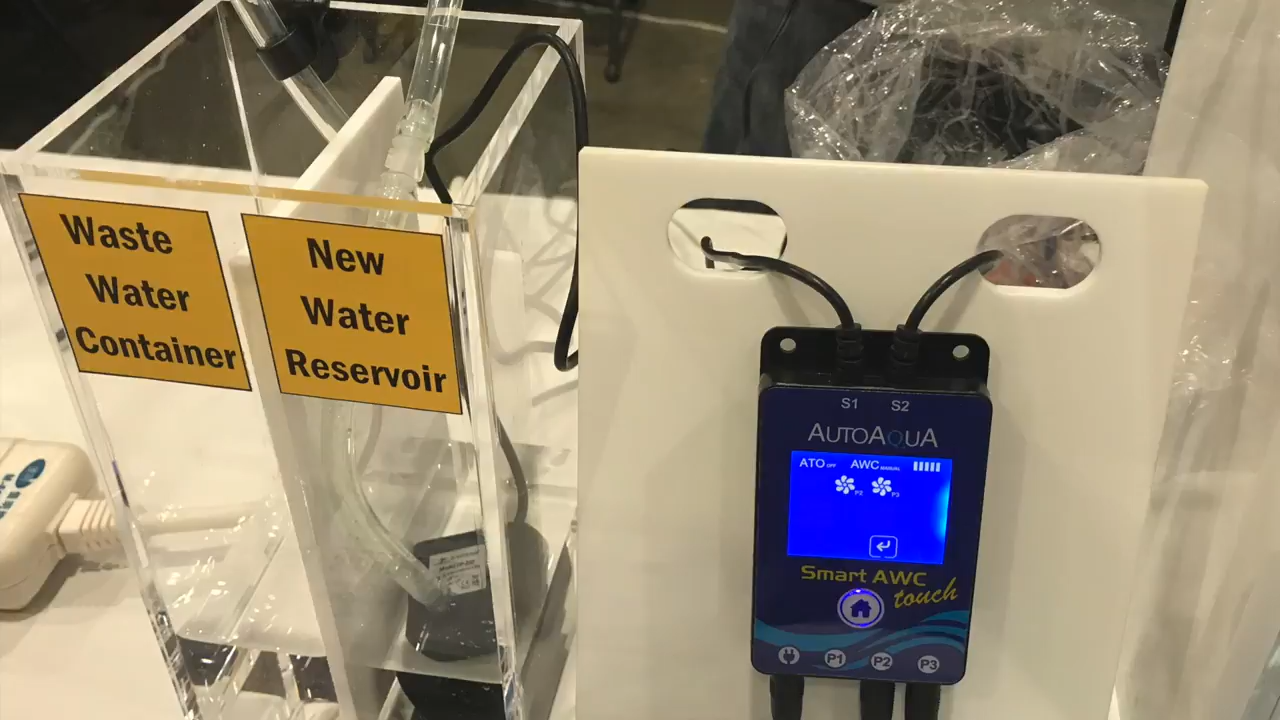 Waste
Water
Container
New
Water
Reservoir
S1 S2
AUTOAQUA
ATO OFF AWC MANUAL
P2 P3
Smart AWC
touch
P1 P2 P3